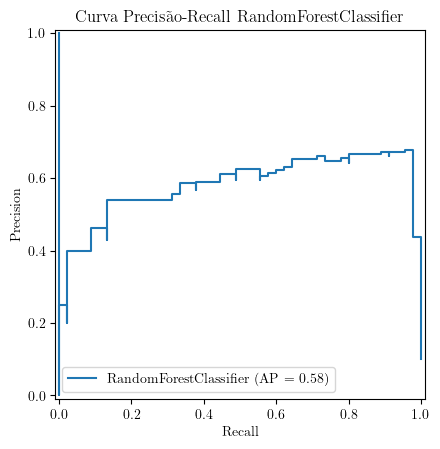 Curva Precisão-Recall RandomForestClassifier
1.0
0.8
0.6
0.4
0.2
0.0
Precision
RandomForestClassifier (AP = 0.58)
0.0 0.2 0.4 0.6 0.8 1.0
Recall